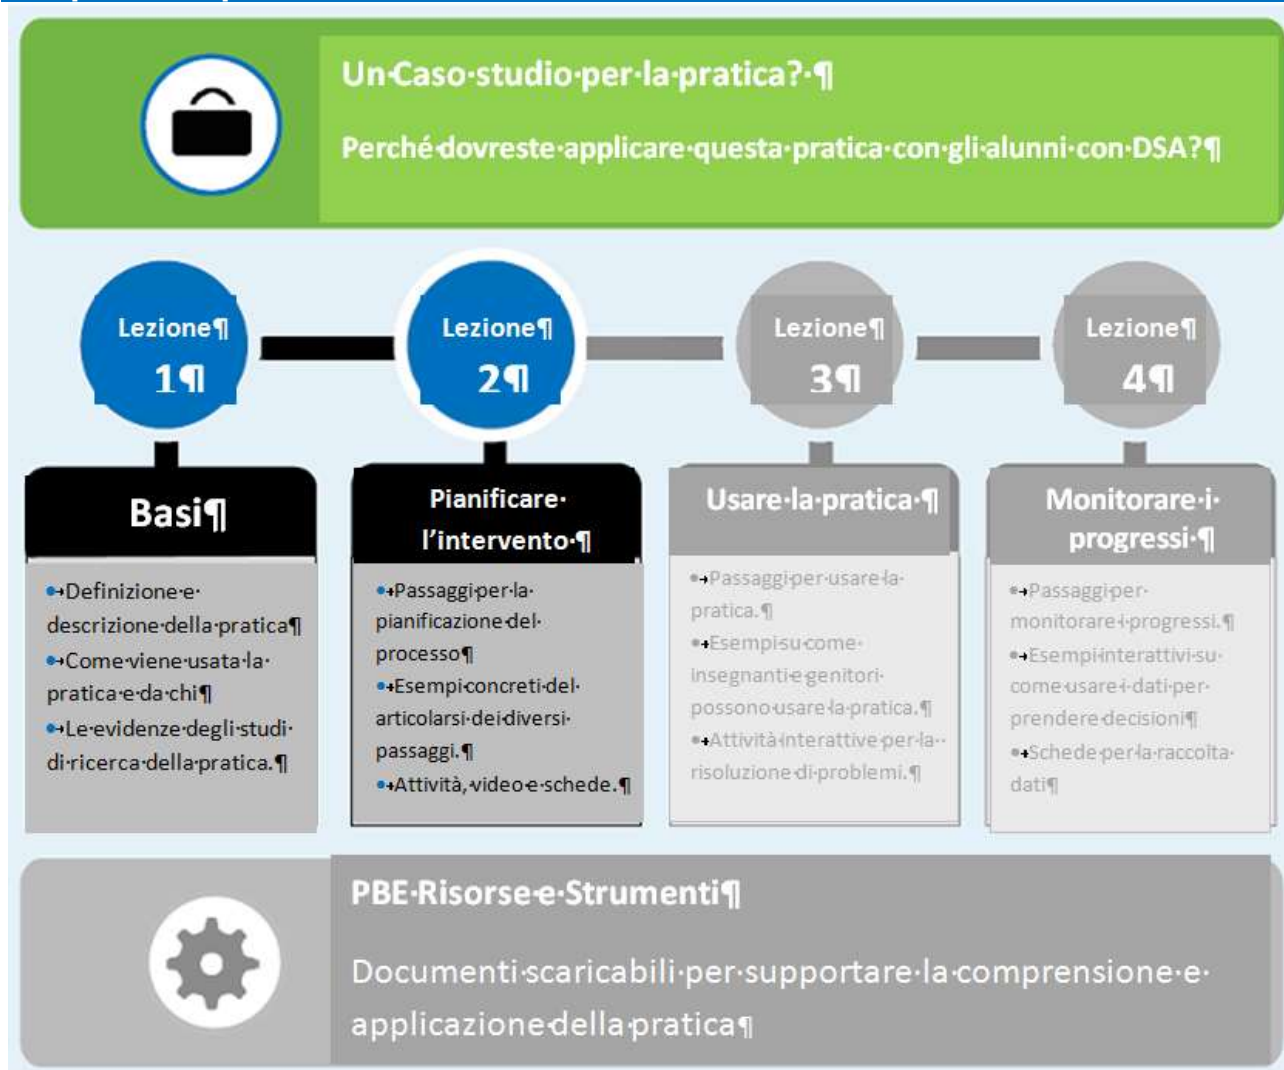 Un·Caso·studio·per·la·pratica?·¶
Perché·dovreste·applicare·questa·pratica·con·gli·alunni·con·DSA?¶
Lezione¶
1¶
Lezione¶
2¶
Lezione¶
3¶
Lezione¶
4¶
Basi¶
•→Definizione·e·
descrizione·della·pratica¶
•→Come·viene·usata·la·
pratica·e·da·chi¶
•→Le·evidenze·degli·studi·
di·ricerca·della·pratica.¶
Pianificare·
l’intervento·¶
•→Passaggi·per·la·
pianificazione·del·
processo¶
•→Esempi·concreti·del·
articolarsi·dei·diversi·
passaggi.¶
•→Attività,·video·e·schede.¶
Usare·la·pratica·¶
•→Passaggi·per·usare·la·
pratica.¶
•→Esempi·su·come·
insegnanti·e·genitori·
possono·usare·la·pratica.¶
•→Attività·interattive·per·la··
risoluzione·di·problemi.¶
Monitorare·i·
progressi·¶
•→Passaggi·per·
monitorare·i·progressi.¶
•→Esempi·interattivi·su·
come·usare·i·dati·per·
prendere·decisioni¶
•→Schede·per·la·raccolta·
dati¶
PBE·Risorse·e·Strumenti¶
Documenti·scaricabili·per·supportare·la·comprensione·e·
applicazione·della·pratica¶